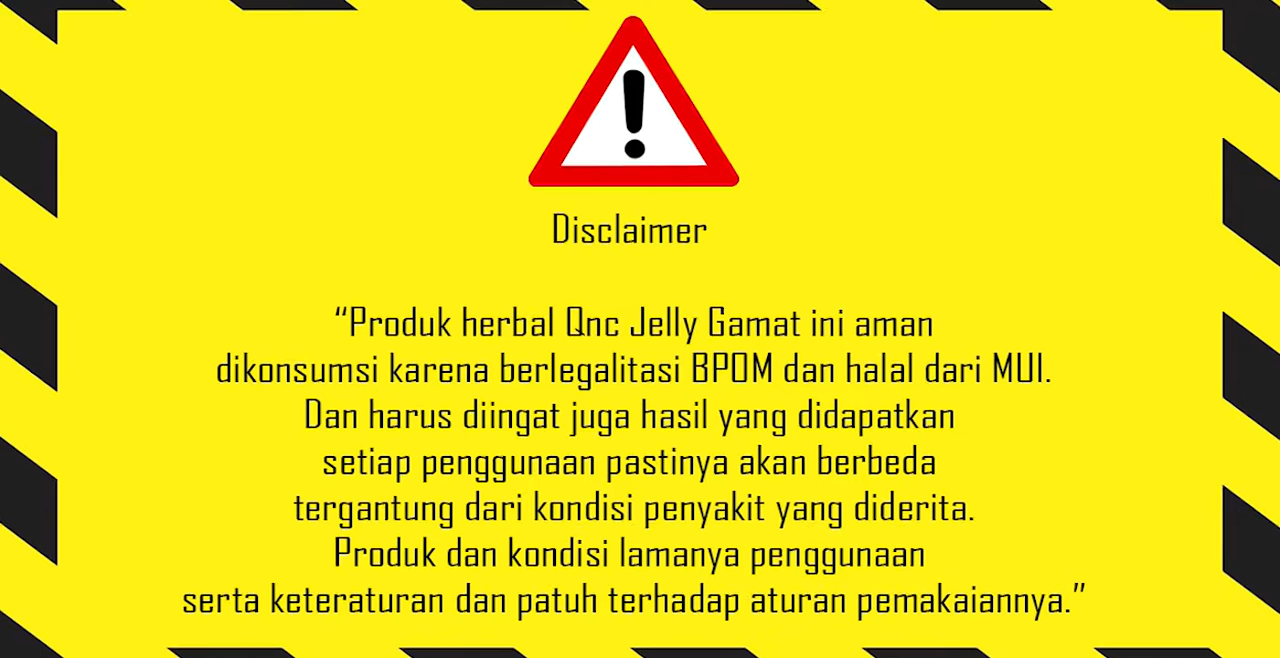 !
Disclaimer
“Produk herbal Qnc Jelly Gamat ini aman
dikonsumsi karena berlegalitasi BPOM dan halal dari MUI.
Dan harus diingat juga hasil yang didapatkan
setiap penggunaan pastinya akan berbeda
tergantung dari kondisi penyakit yang diderita.
Produk dan kondisi lamanya penggunaan
serta keteraturan dan patuh terhadap aturan pemakaiannya.”